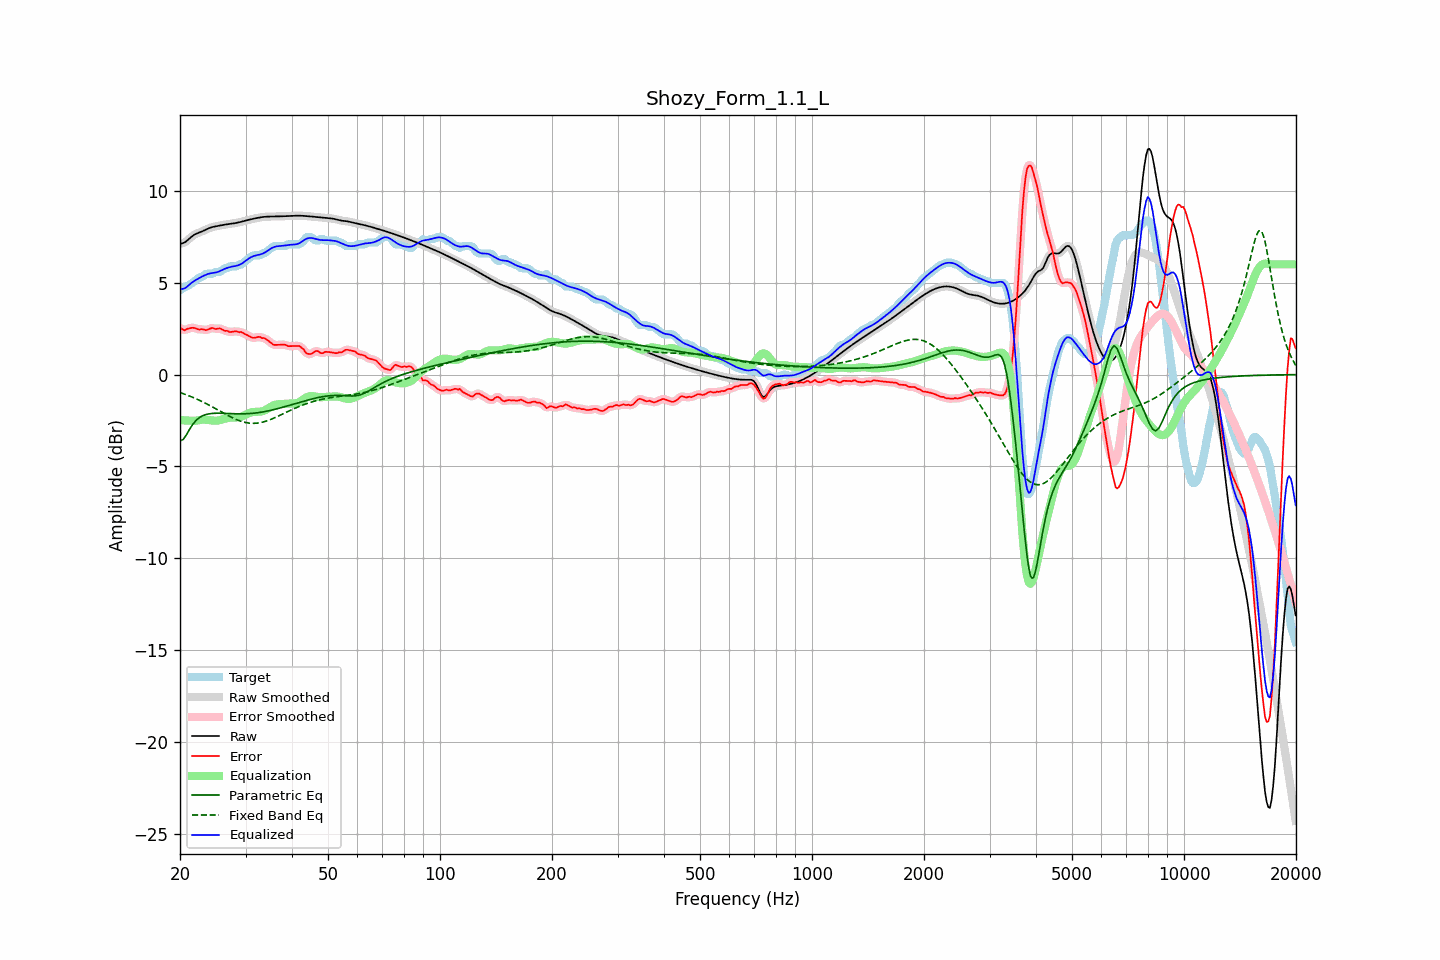 Shozy_Form_1.1_L
Amplitude (dBr)
10
5
0
−5
−10
−15
−20
−25
Target
Raw Smoothed
Error Smoothed
Raw
Error
Equalization
Parametric Eq
Fixed Band Eq
Equalized
20 50 100 200 500 1000 2000 5000 10000 20000
Frequency (Hz)